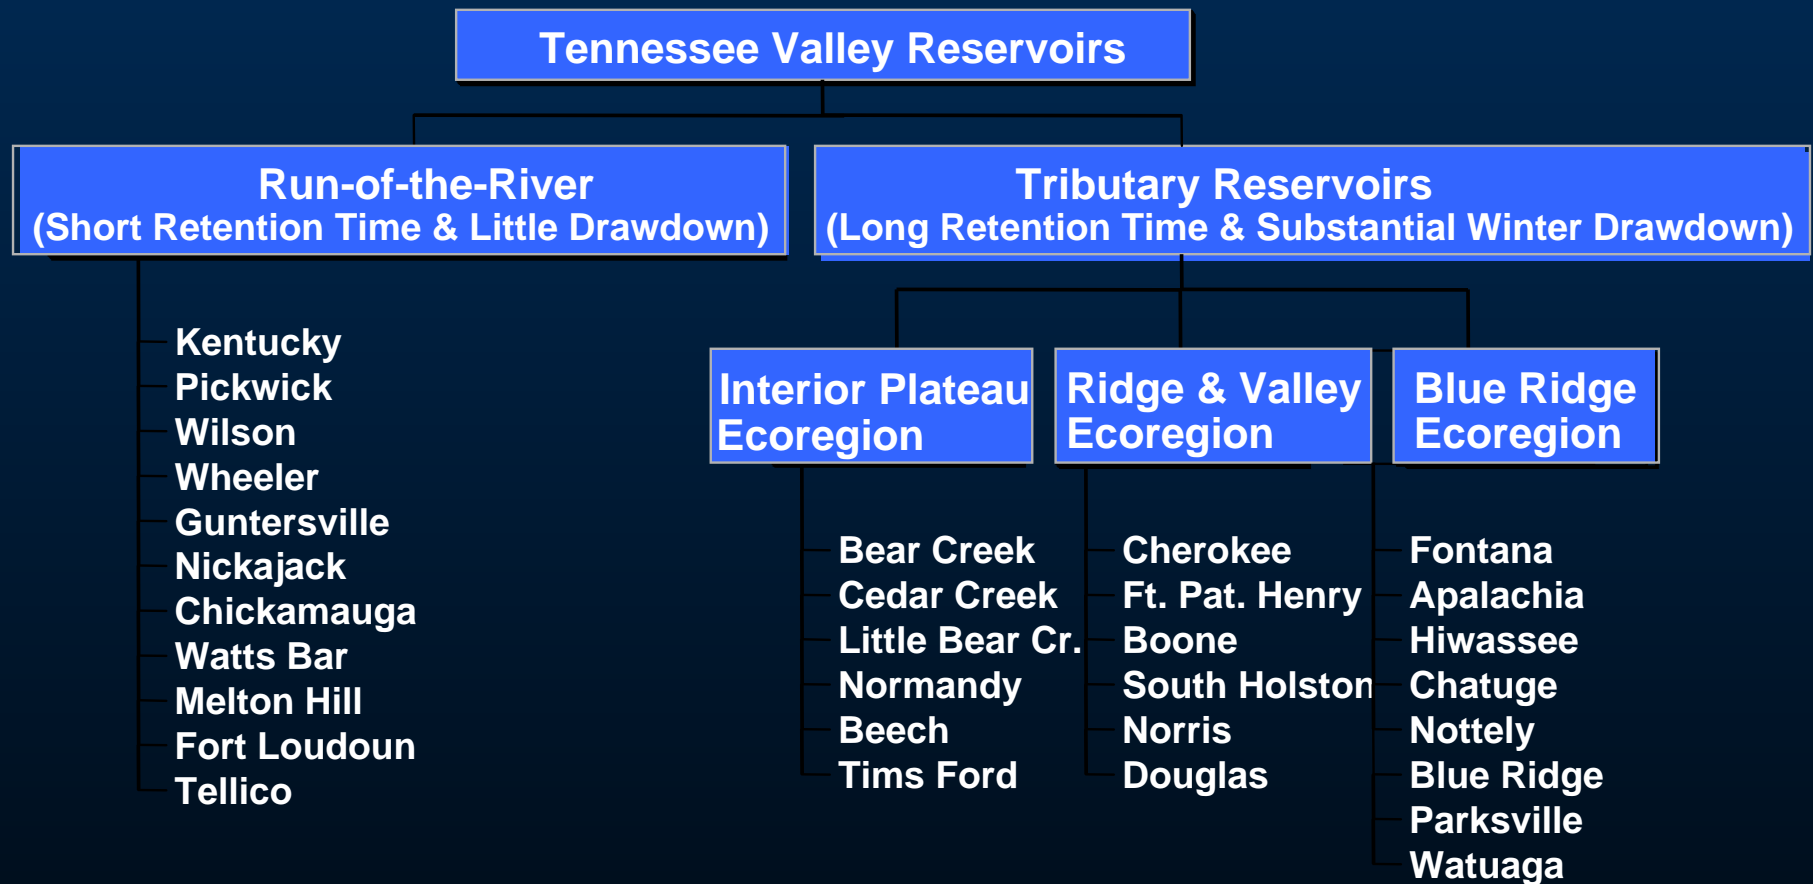 Tennessee Valley Reservoirs
Run-of-the-River
(Short Retention Time & Little Drawdown)
Tributary Reservoirs
(Long Retention Time & Substantial Winter Drawdown)
Kentucky
Pickwick
Wilson
Wheeler
Guntersville
Nickajack
Chickamauga
Watts Bar
Melton Hill
Fort Loudoun
Tellico
Interior Plateau
Ecoregion
Bear Creek
Cedar Creek
Little Bear Cr.
Normandy
Beech
Tims Ford
Ridge & Valley
Ecoregion
Cherokee
Ft. Pat. Henry
Boone
South Holston
Norris
Douglas
Blue Ridge
Ecoregion
Fontana
Apalachia
Hiwassee
Chatuge
Nottely
Blue Ridge
Parksville
Watuaga